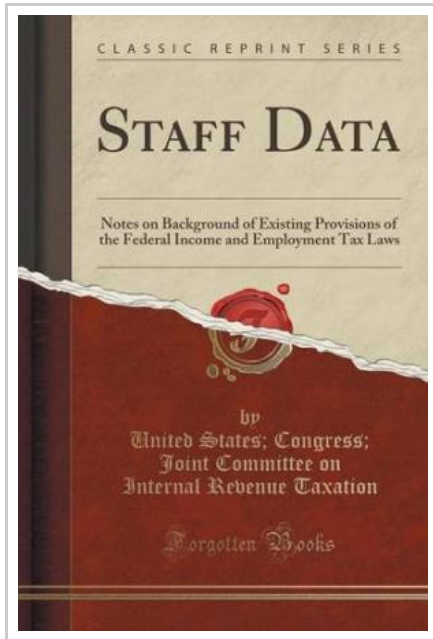 CLASSIC REPRINT SERIES
STAFF DATA
Notes on Background of Existing Provisions of
the Federal Income and Employment Tax Laws
by
United States; Congress;
Joint Committee on
Internal Revenue Taxation
Forgotten Books